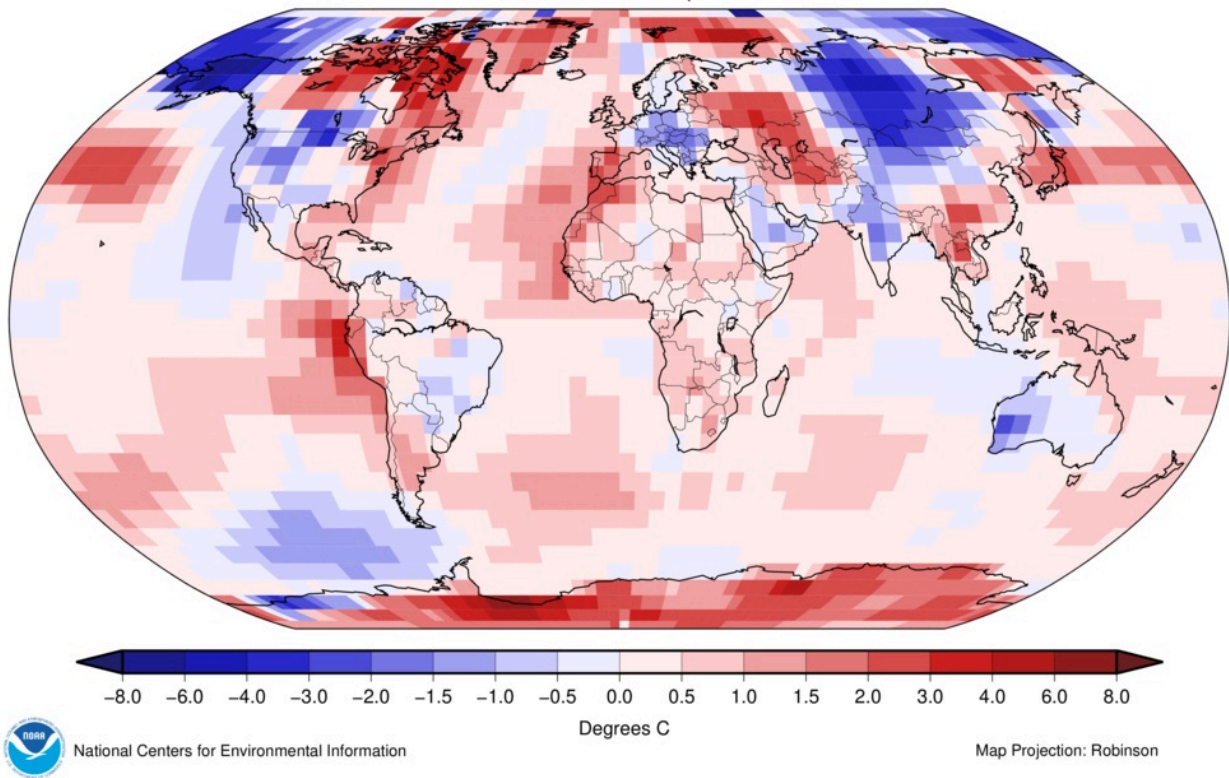 −8.0 −6.0 −4.0 −3.0 −2.0 −1.5 −1.0 −0.5 0.0 0.5 1.0 1.5 2.0 3.0 4.0 6.0 8.0
Degrees C
NOAA
National Centers for Environmental Information
Map Projection: Robinson